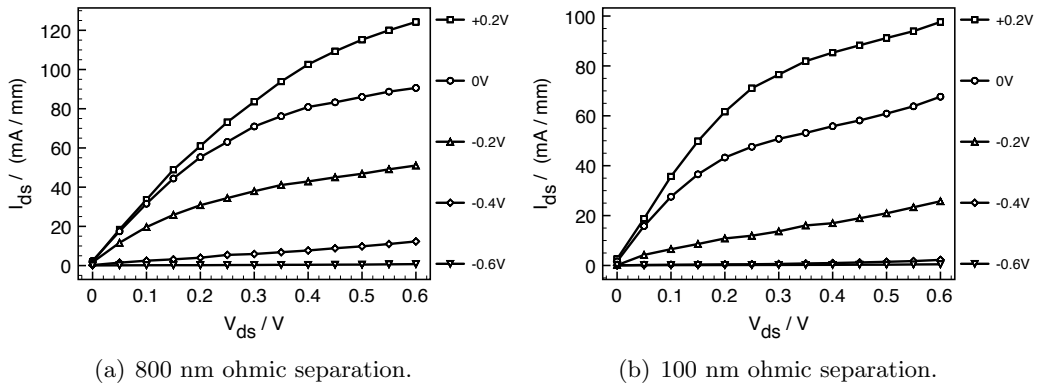 120
100
80
60
40
20
0
I_ds / (mA / mm)
0 0.1 0.2 0.3 0.4 0.5 0.6
V_ds / V
+0.2V
0V
-0.2V
-0.4V
-0.6V
(a) 800 nm ohmic separation.
100
80
60
40
20
0
I_ds / (mA / mm)
0 0.1 0.2 0.3 0.4 0.5 0.6
V_ds / V
+0.2V
0V
-0.2V
-0.4V
-0.6V
(b) 100 nm ohmic separation.